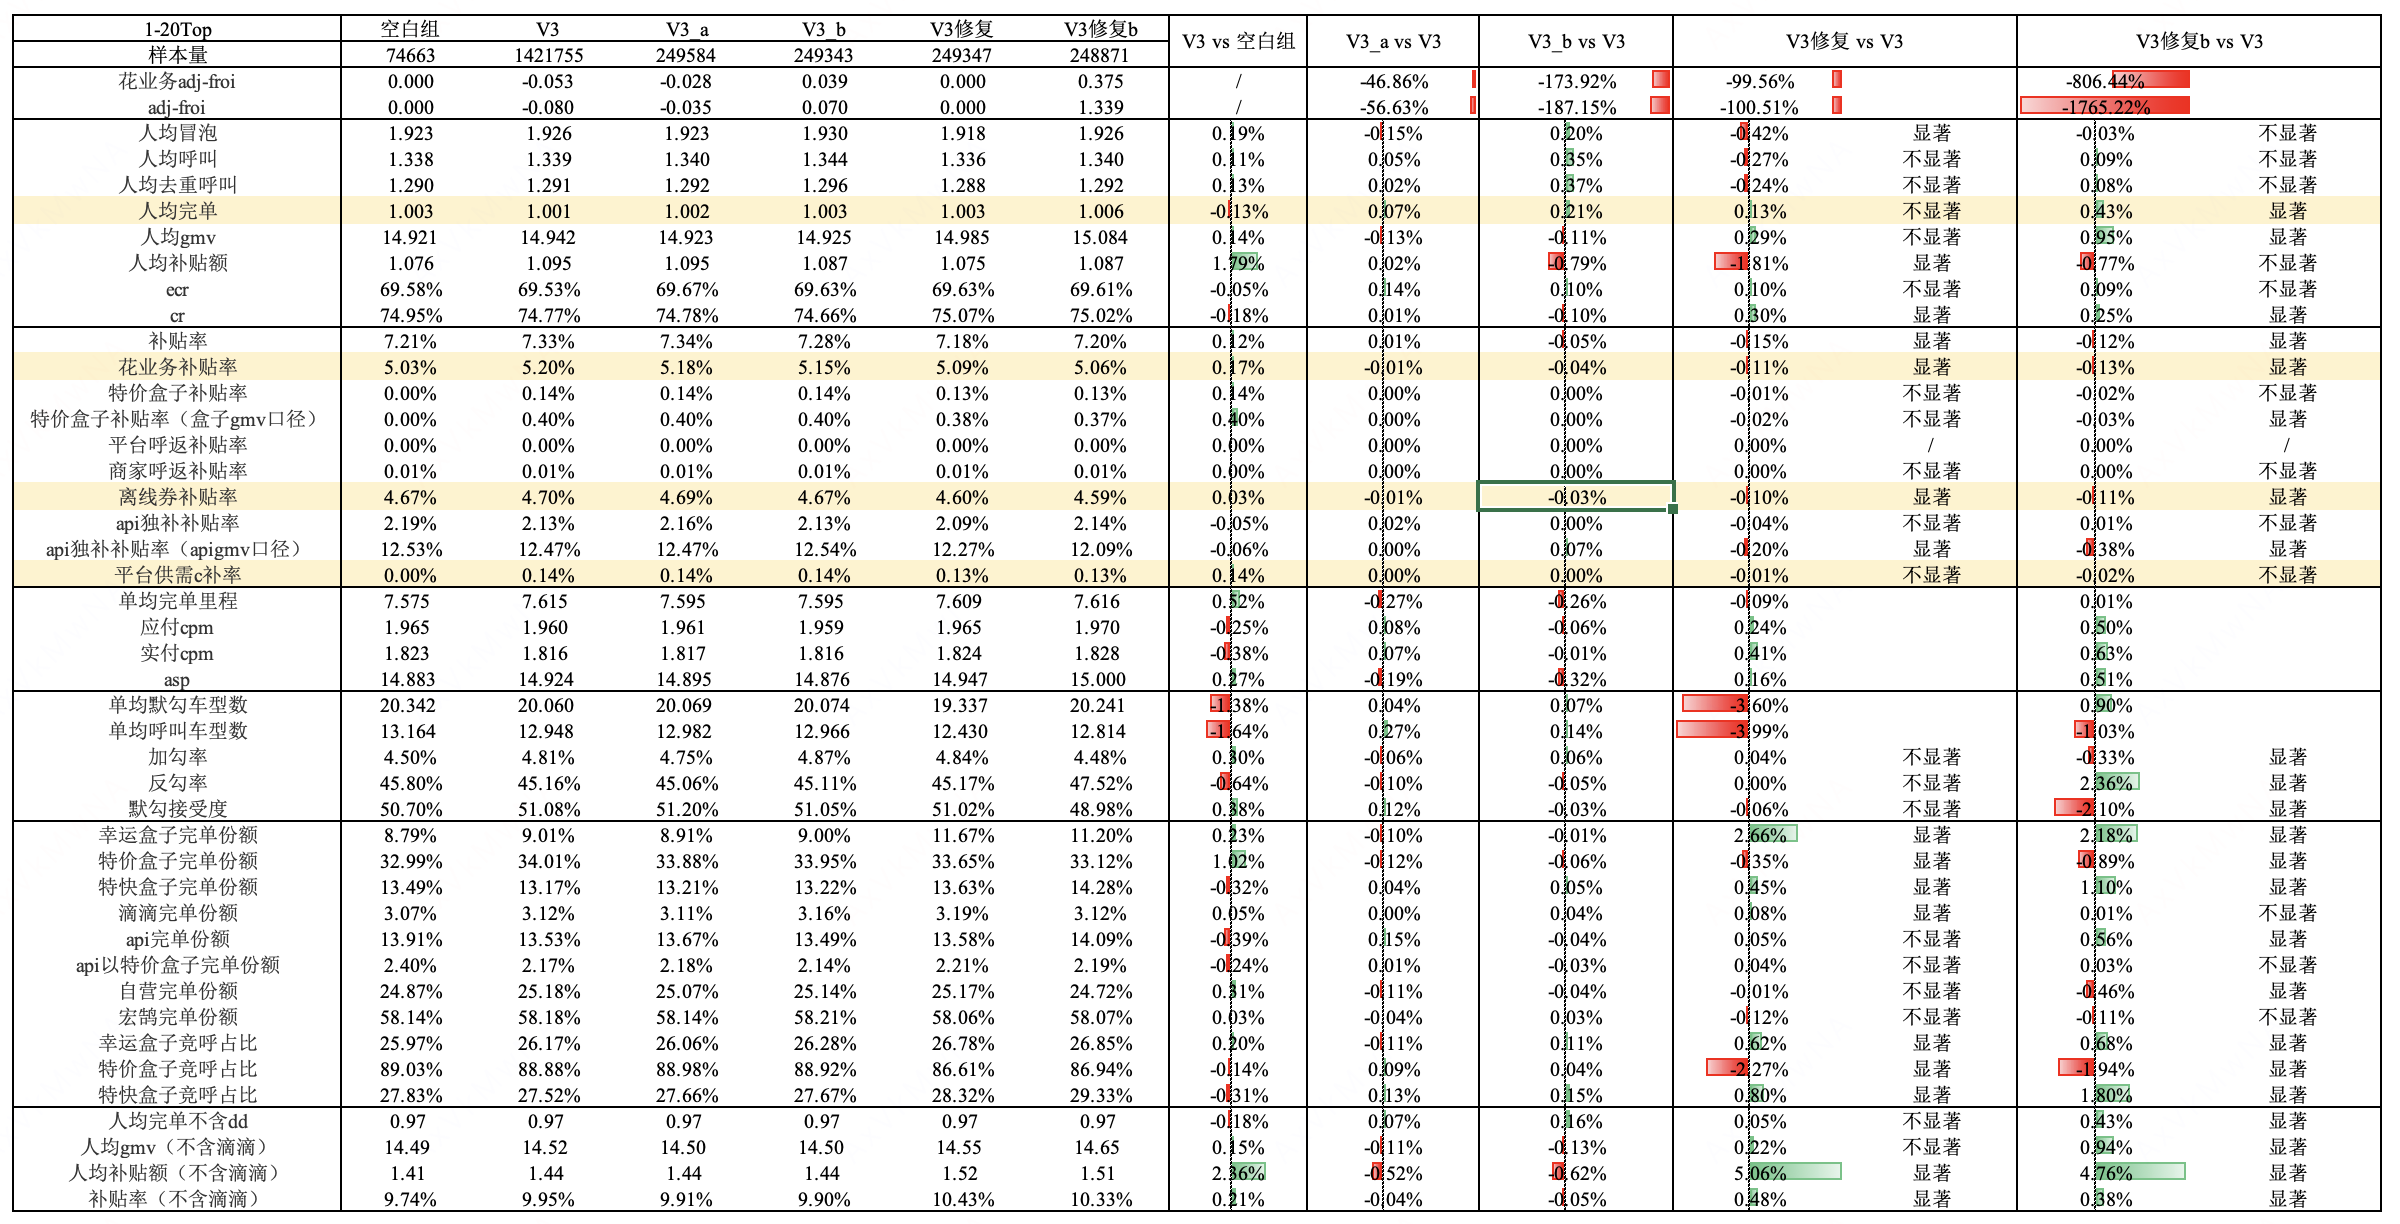 1-20Top 空白组 V3 V3_a V3_b V3修复 V3修复b V3 vs 空白组 V3_a vs V3 V3_b vs V3 V3修复 vs V3 V3修复b vs V3
样本量 74663 1421755 249584 249343 249347 248871
花业务adj-froi 0.000 -0.053 -0.028 0.039 0.000 0.375 / -46.86% -173.92% -99.56% -806.44%
adj-froi 0.000 -0.080 -0.035 0.070 0.000 1.339 / -56.63% -187.15% -100.51% -1765.22%
人均冒泡 1.923 1.926 1.923 1.930 1.918 1.926 0.19% -0.15% 0.20% -0.42% 显著 -0.03% 不显著
人均呼叫 1.338 1.339 1.340 1.344 1.336 1.340 0.11% 0.05% 0.35% -0.27% 不显著 0.09% 不显著
人均去重呼叫 1.290 1.291 1.292 1.296 1.288 1.292 0.13% 0.02% 0.37% -0.24% 不显著 0.08% 不显著
人均完单 1.003 1.001 1.002 1.003 1.003 1.006 -0.13% 0.07% 0.21% 0.13% 不显著 0.43% 显著
人均gmv 14.921 14.942 14.923 14.925 14.985 15.084 0.14% -0.13% -0.11% 0.29% 不显著 0.95% 显著
人均补贴额 1.076 1.095 1.095 1.087 1.075 1.087 1.79% 0.02% -0.79% -1.81% 显著 -0.77% 不显著
ecr 69.58% 69.53% 69.67% 69.63% 69.63% 69.61% -0.05% 0.14% 0.10% 0.10% 不显著 0.09% 不显著
cr 74.95% 74.77% 74.78% 74.66% 75.07% 75.02% -0.18% 0.01% -0.10% 0.30% 显著 0.25% 显著
补贴率 7.21% 7.33% 7.34% 7.28% 7.18% 7.20% 0.12% 0.01% -0.05% -0.15% 显著 -0.12% 显著
花业务补贴率 5.03% 5.20% 5.18% 5.15% 5.09% 5.06% 0.17% -0.01% -0.04% -0.11% 显著 -0.13% 显著
特价盒子补贴率 0.00% 0.14% 0.14% 0.14% 0.13% 0.13% 0.14% 0.00% 0.00% -0.01% 不显著 -0.02% 不显著
特价盒子补贴率（盒子gmv口径） 0.00% 0.40% 0.40% 0.40% 0.38% 0.37% 0.40% 0.00% 0.00% -0.02% 不显著 -0.03% 显著
平台呼返补贴率 0.00% 0.00% 0.00% 0.00% 0.00% 0.00% 0.00% 0.00% 0.00% 0.00% / 0.00% /
商家呼返补贴率 0.01% 0.01% 0.01% 0.01% 0.01% 0.01% 0.00% 0.00% 0.00% 0.00% 不显著 0.00% 不显著
离线券补贴率 4.67% 4.70% 4.69% 4.67% 4.60% 4.59% 0.03% -0.01% -0.03% -0.10% 显著 -0.11% 显著
api独补补贴率 2.19% 2.13% 2.16% 2.13% 2.09% 2.14% -0.05% 0.02% 0.00% -0.04% 不显著 0.01% 不显著
api独补补贴率（apigmv口径） 12.53% 12.47% 12.47% 12.54% 12.27% 12.09% -0.06% 0.00% 0.07% -0.20% 显著 -0.38% 显著
平台供需c补率 0.00% 0.14% 0.14% 0.14% 0.13% 0.13% 0.14% 0.00% 0.00% -0.01% 不显著 -0.02% 不显著
单均完单里程 7.575 7.615 7.595 7.595 7.609 7.616 0.52% -0.27% -0.26% -0.09% 0.01%
应付cpm 1.965 1.960 1.961 1.959 1.965 1.970 -0.25% 0.08% -0.06% 0.24% 0.50%
实付cpm 1.823 1.816 1.817 1.816 1.824 1.828 -0.38% 0.07% -0.01% 0.41% 0.63%
asp 14.883 14.924 14.895 14.876 14.947 15.000 0.27% -0.19% -0.32% 0.16% 0.51%
单均默勾车型数 20.342 20.060 20.069 20.074 19.337 20.241 -1.38% 0.04% 0.07% -3.60% 0.90%
单均呼叫车型数 13.164 12.948 12.982 12.966 12.430 12.814 -1.64% 0.27% 0.14% -3.99% -1.03%
加勾率 4.50% 4.81% 4.75% 4.87% 4.84% 4.48% 0.30% -0.06% 0.06% 0.04% 不显著 -0.33% 显著
反勾率 45.80% 45.16% 45.06% 45.11% 45.17% 47.52% -0.64% -0.10% -0.05% 0.00% 不显著 2.36% 显著
默勾接受度 50.70% 51.08% 51.20% 51.05% 51.02% 48.98% 0.38% 0.12% -0.03% -0.06% 不显著 -2.10% 显著
幸运盒子完单份额 8.79% 9.01% 8.91% 9.00% 11.67% 11.20% 0.23% -0.10% -0.01% 2.66% 显著 2.18% 显著
特价盒子完单份额 32.99% 34.01% 33.88% 33.95% 33.65% 33.12% 1.02% -0.12% -0.06% -0.35% 显著 -0.89% 显著
特快盒子完单份额 13.49% 13.17% 13.21% 13.22% 13.63% 14.28% -0.32% 0.04% 0.05% 0.45% 显著 1.10% 显著
滴滴完单份额 3.07% 3.12% 3.11% 3.16% 3.19% 3.12% 0.05% 0.00% 0.04% 0.08% 显著 0.01% 不显著
api完单份额 13.91% 13.53% 13.67% 13.49% 13.58% 14.09% -0.39% 0.15% -0.04% 0.05% 不显著 0.56% 显著
api以特价盒子完单份额 2.40% 2.17% 2.18% 2.14% 2.21% 2.19% -0.24% 0.01% -0.03% 0.04% 不显著 0.03% 不显著
自营完单份额 24.87% 25.18% 25.07% 25.14% 25.17% 24.72% 0.31% -0.11% -0.04% -0.01% 不显著 -0.46% 显著
宏鹄完单份额 58.14% 58.18% 58.14% 58.21% 58.06% 58.07% 0.03% -0.04% 0.03% -0.12% 不显著 -0.11% 不显著
幸运盒子竞呼占比 25.97% 26.17% 26.06% 26.28% 26.78% 26.85% 0.20% -0.11% 0.11% 0.62% 显著 0.68% 显著
特价盒子竞呼占比 89.03% 88.88% 88.98% 88.92% 86.61% 86.94% -0.14% 0.09% 0.04% -2.27% 显著 -1.94% 显著
特快盒子竞呼占比 27.83% 27.52% 27.66% 27.67% 28.32% 29.33% -0.31% 0.13% 0.15% 0.80% 显著 1.80% 显著
人均完单不含dd 0.97 0.97 0.97 0.97 0.97 0.97 -0.18% 0.07% 0.16% 0.05% 不显著 0.43% 显著
人均gmv（不含滴滴） 14.49 14.52 14.50 14.50 14.55 14.65 0.15% -0.11% -0.13% 0.22% 不显著 0.94% 显著
人均补贴额（不含滴滴） 1.41 1.44 1.44 1.44 1.52 1.51 2.36% -0.52% -0.62% 5.06% 显著 4.76% 显著
补贴率（不含滴滴） 9.74% 9.95% 9.91% 9.90% 10.43% 10.33% 0.21% -0.04% -0.05% 0.48% 显著 0.38% 显著